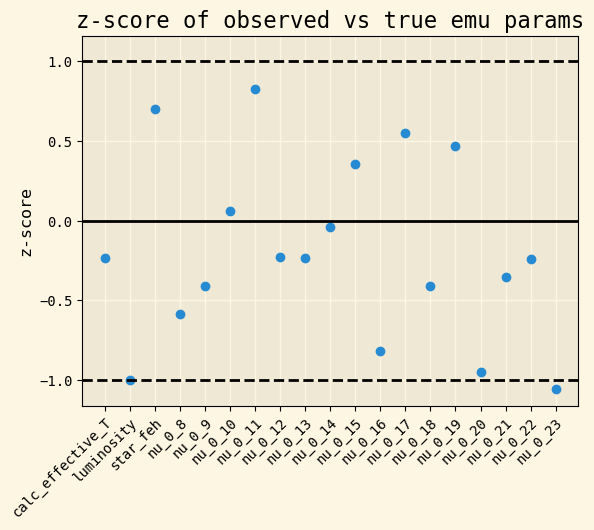 z-score of observed vs true emu params
z-score
1.0
0.5
0.0
−0.5
−1.0
calc_effective_T
luminosity
star_feh
nu_0_8
nu_0_9
nu_0_10
nu_0_11
nu_0_12
nu_0_13
nu_0_14
nu_0_15
nu_0_16
nu_0_17
nu_0_18
nu_0_19
nu_0_20
nu_0_21
nu_0_22
nu_0_23